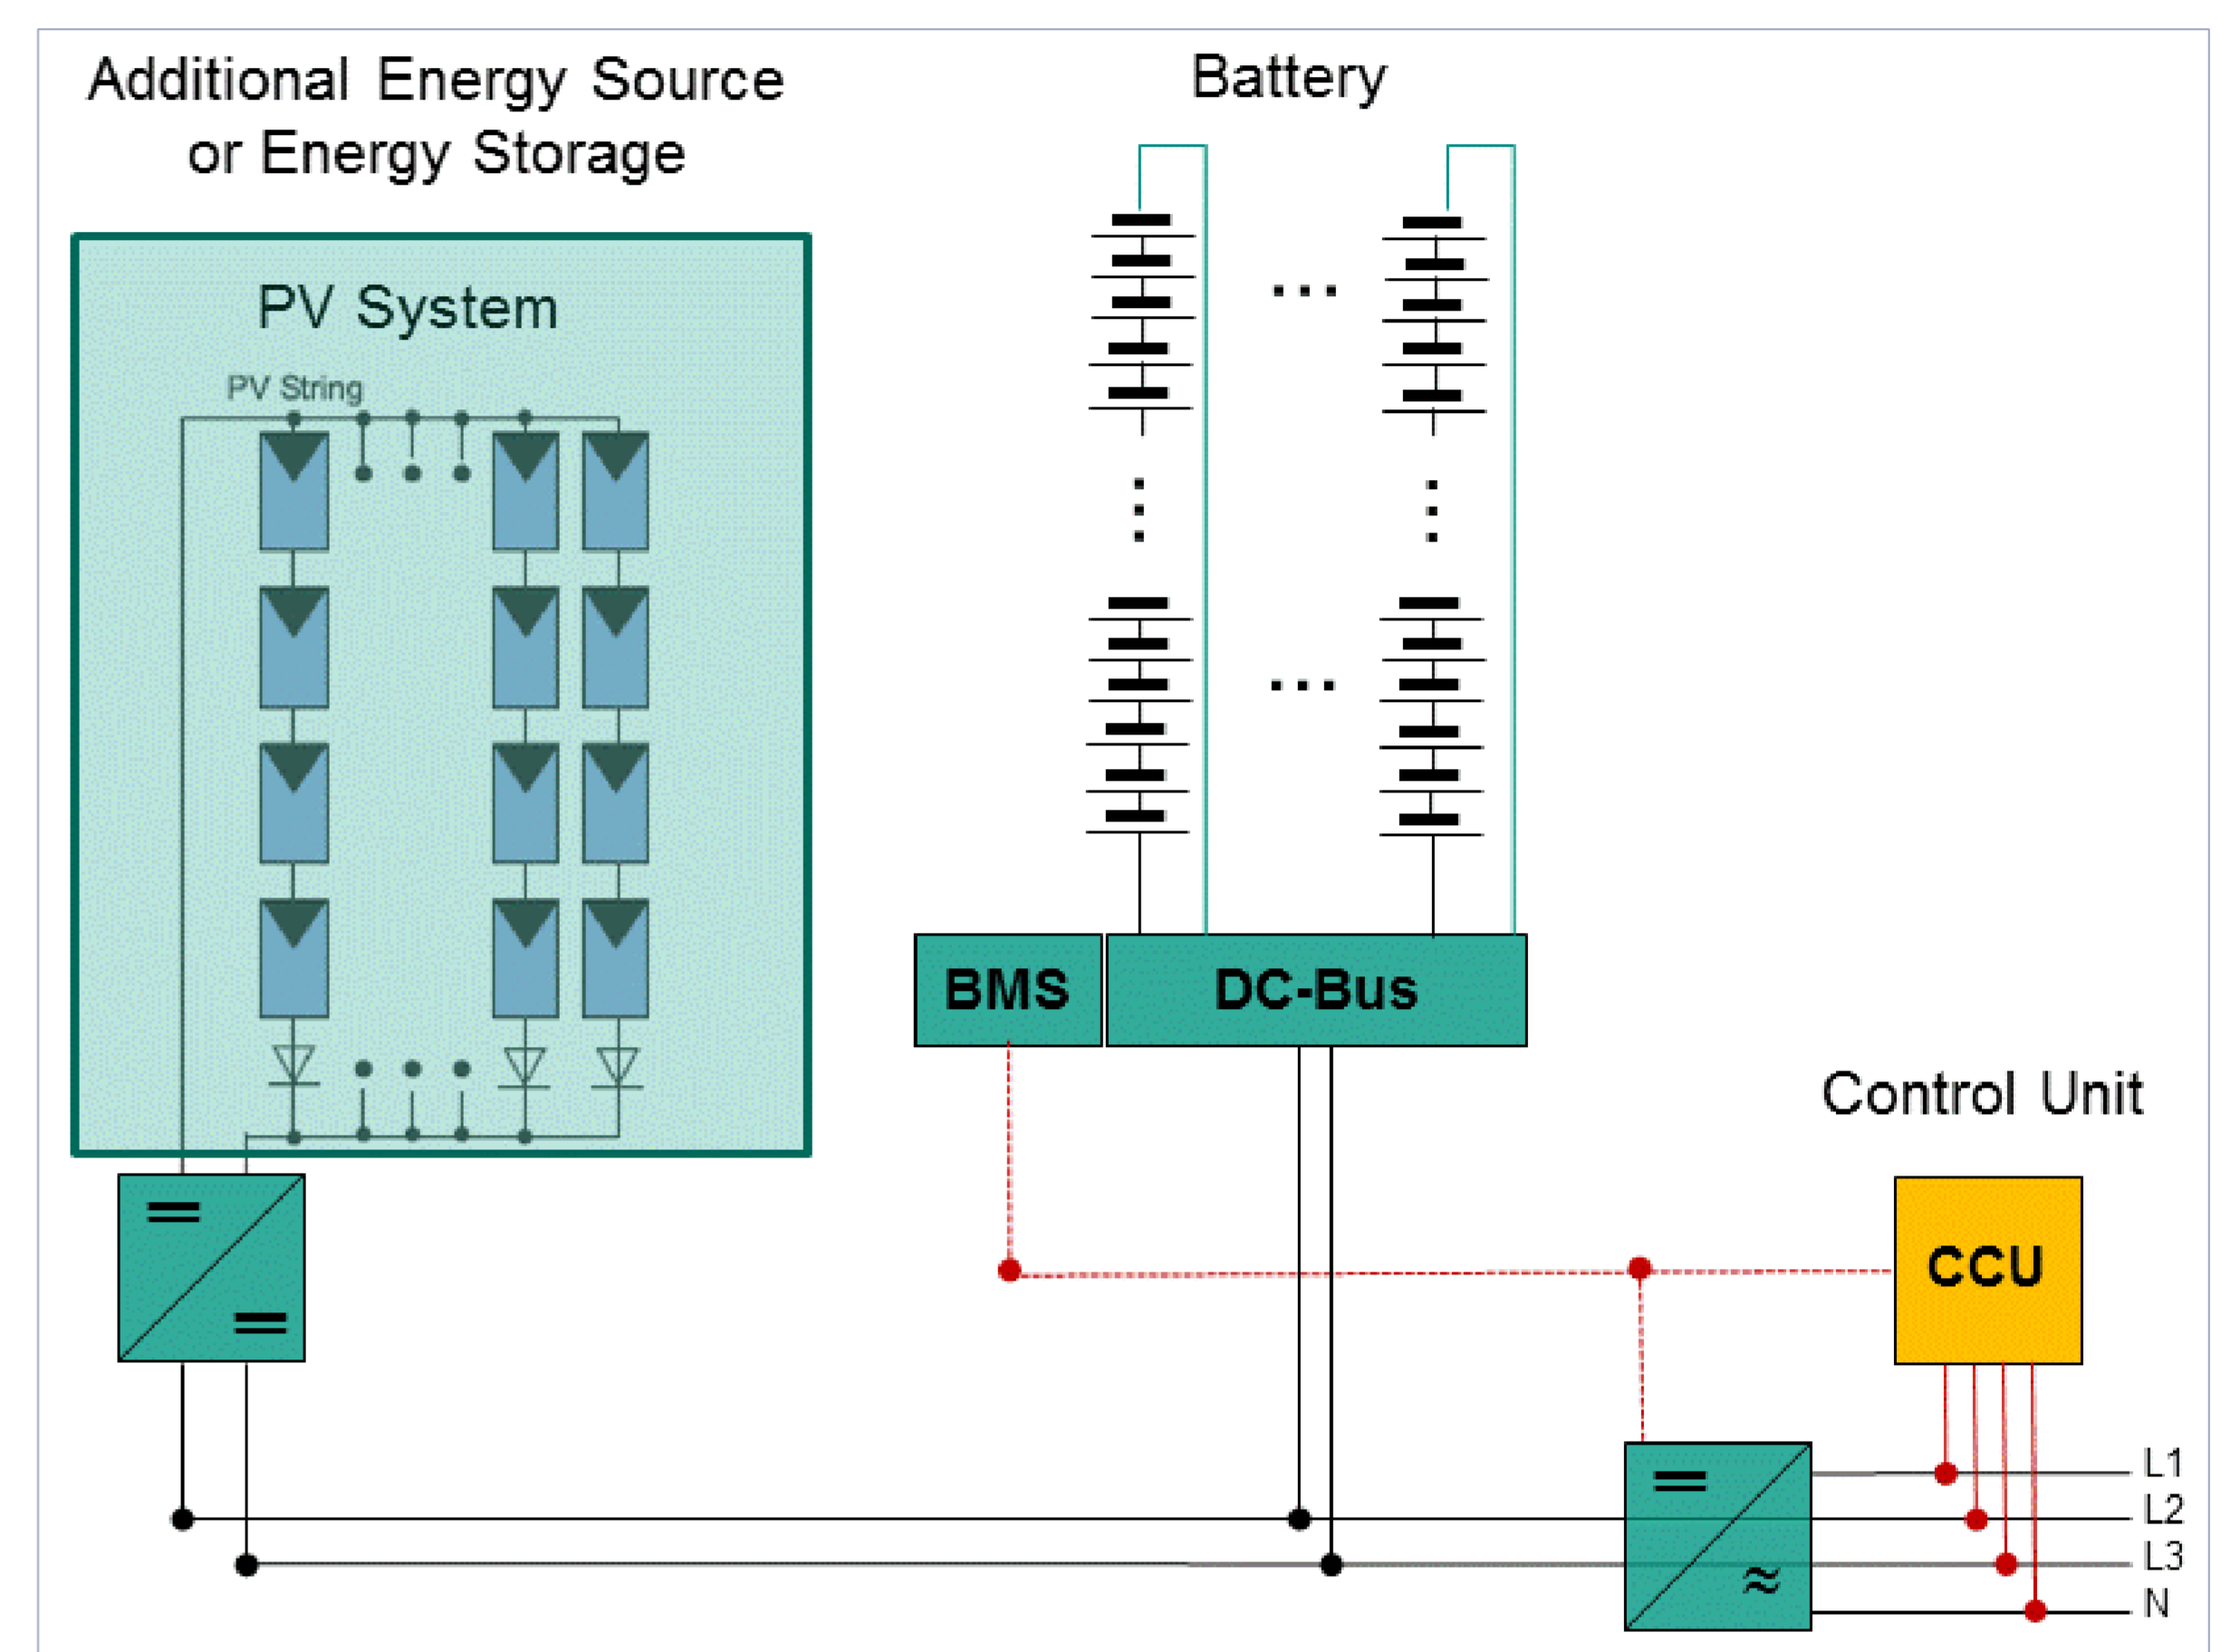 Additional Energy Source
or Energy Storage
Battery
PV System
PV String
BMS
DC-Bus
Control Unit
CCU
L1
L2
L3
N